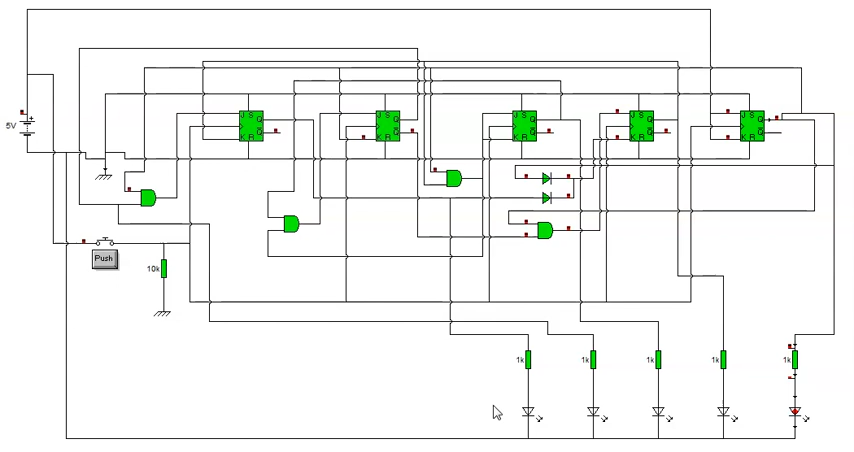 J S Q J S Q J S Q J S Q J S Q
5V
K R Q̅ K R Q̅ K R Q̅ K R Q̅ K R Q̅
Push
10k
1k 1k 1k 1k 1k